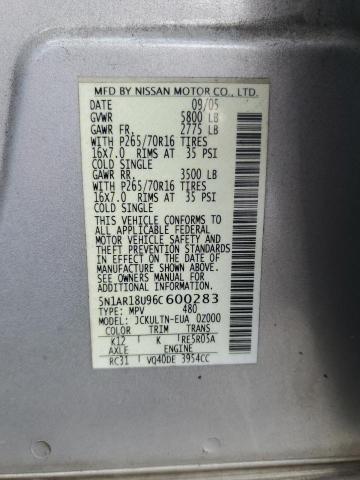 MFD BY NISSAN MOTOR CO., LTD.
DATE 09/05
GVWR 5800 LB
GAWR FR. 2775 LB
WITH P265/70R16 TIRES
16X7.0 RIMS AT 35 PSI
COLD SINGLE
GAWR RR. 3500 LB
WITH P265/70R16 TIRES
16X7.0 RIMS AT 35 PSI
COLD SINGLE
THIS VEHICLE CONFORMS TO
ALL APPLICABLE FEDERAL
MOTOR VEHICLE SAFETY AND
THEFT PREVENTION STANDARDS
IN EFFECT ON THE DATE OF
MANUFACTURE SHOWN ABOVE.
SEE OWNERS MANUAL FOR
ADDITIONAL INFORMATION.
5N1AR18U96C600283
TYPE: MPV 480
MODEL: JCKULTN-EUA 02000
COLOR TRIM TRANS
K12 K RE5R05A
AXLE ENGINE
RC31 VQ40DE 3954CC